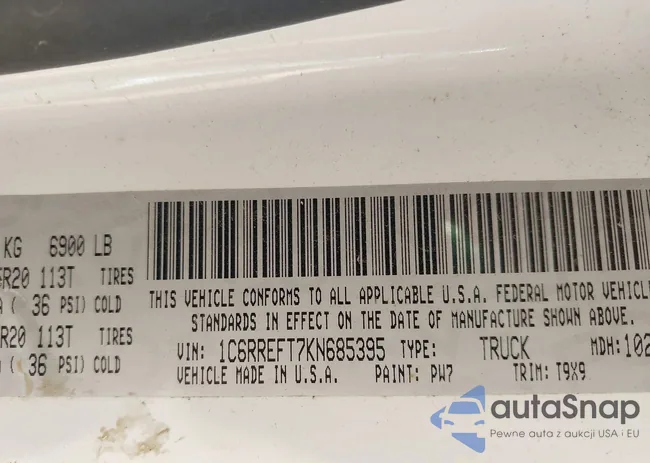 KG 6900 LB
R20 113T TIRES
( 36 PSI) COLD
R20 113T TIRES
( 36 PSI) COLD
THIS VEHICLE CONFORMS TO ALL APPLICABLE U.S.A. FEDERAL MOTOR VEHICLE
STANDARDS IN EFFECT ON THE DATE OF MANUFACTURE SHOWN ABOVE.
VIN: 1C6RREFT7KN685395 TYPE: TRUCK MDH: 102
VEHICLE MADE IN U.S.A. PAINT: PW7 TRIM: T9X9
autaSnap
Pewne auta z aukcji USA i EU